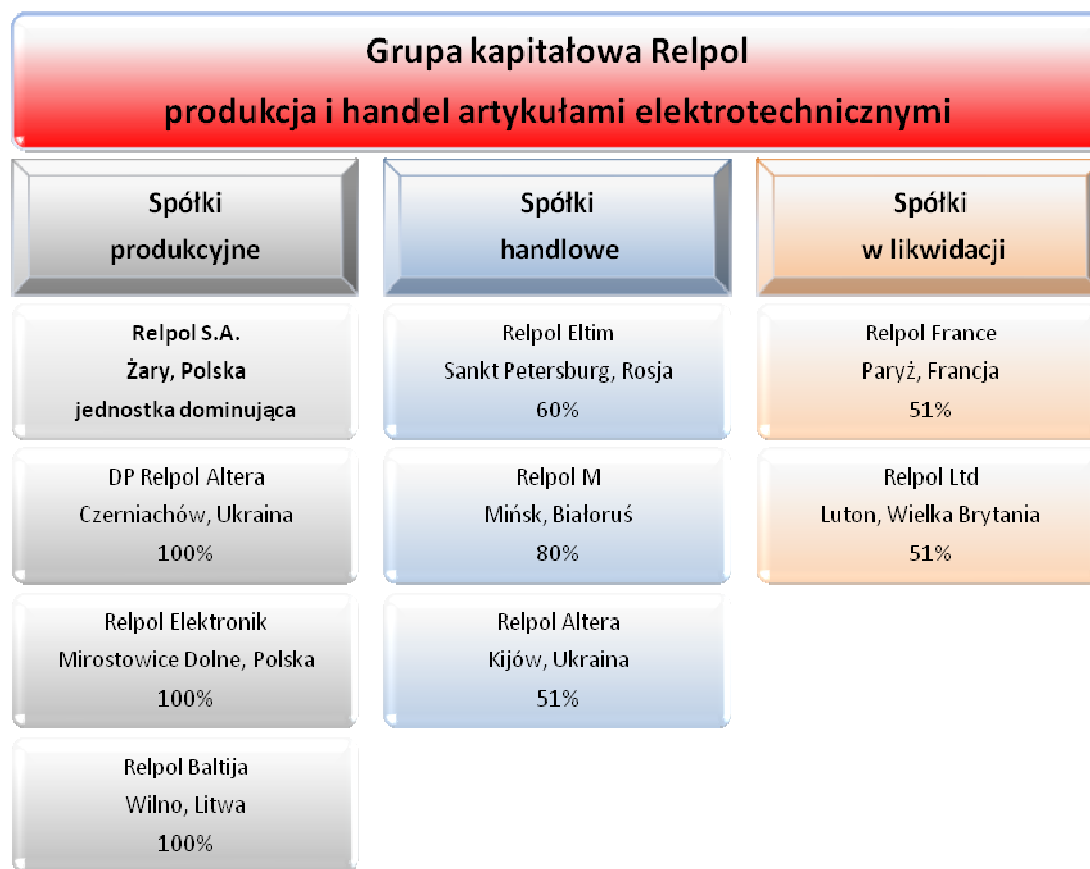 Grupa kapitałowa Relpol
produkcja i handel artykułami elektrotechnicznymi
Spółki
produkcyjne
Relpol S.A.
Żary, Polska
jednostka dominująca
DP Relpol Altera
Czerniachów, Ukraina
100%
Relpol Elektronik
Mirostowice Dolne, Polska
100%
Relpol Baltija
Wilno, Litwa
100%
Spółki
handlowe
Relpol Eltim
Sankt Petersburg, Rosja
60%
Relpol M
Mińsk, Białoruś
80%
Relpol Altera
Kijów, Ukraina
51%
Spółki
w likwidacji
Relpol France
Paryż, Francja
51%
Relpol Ltd
Luton, Wielka Brytania
51%